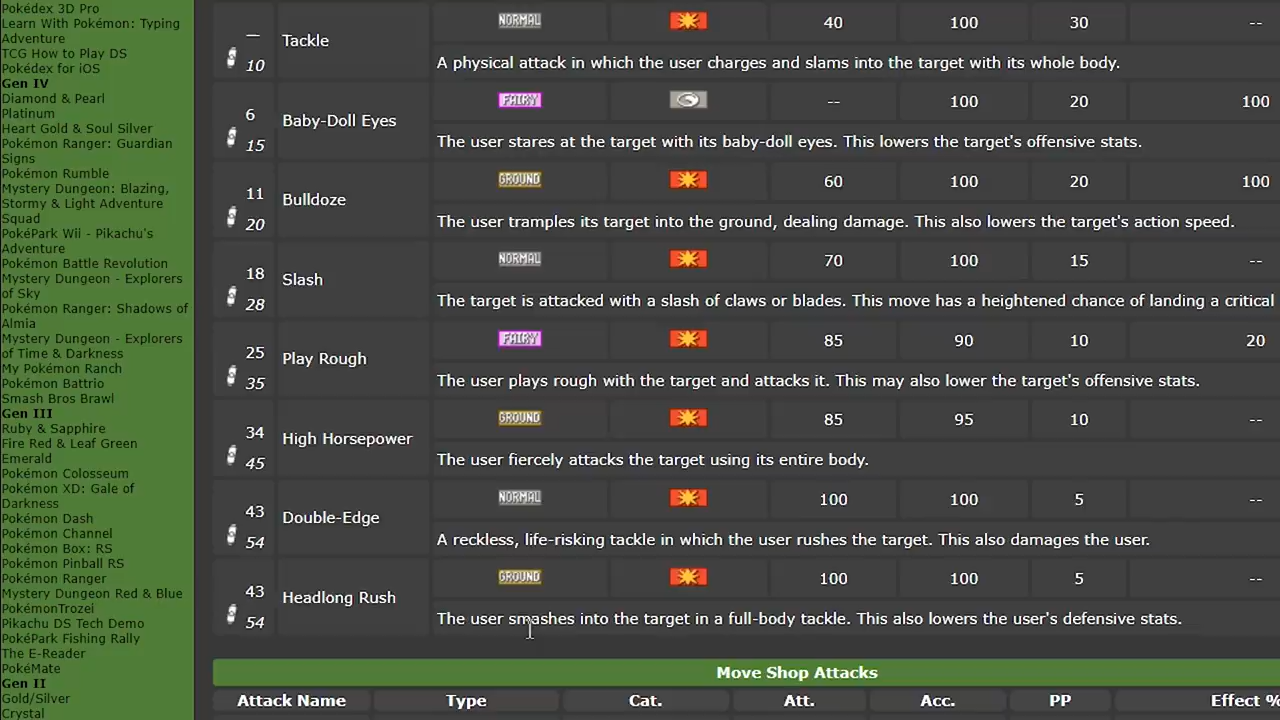 Pokédex 3D Pro
Learn With Pokémon: Typing
Adventure
TCG How to Play DS
Pokédex for iOS
Gen IV
Diamond & Pearl
Platinum
Heart Gold & Soul Silver
Pokémon Ranger: Guardian
Signs
Pokémon Rumble
Mystery Dungeon: Blazing,
Stormy & Light Adventure
Squad
PokéPark Wii - Pikachu's
Adventure
Pokémon Battle Revolution
Mystery Dungeon - Explorers
of Sky
Pokémon Ranger: Shadows of
Almia
Mystery Dungeon - Explorers
of Time & Darkness
My Pokémon Ranch
Pokémon Battrio
Smash Bros Brawl
Gen III
Ruby & Sapphire
Fire Red & Leaf Green
Emerald
Pokémon Colosseum
Pokémon XD: Gale of
Darkness
Pokémon Dash
Pokémon Channel
Pokémon Box: RS
Pokémon Pinball RS
Pokémon Ranger
Mystery Dungeon Red & Blue
PokémonTrozei
Pikachu DS Tech Demo
PokéPark Fishing Rally
The E-Reader
PokéMate
Gen II
Gold/Silver
Crystal
— 10 Tackle NORMAL 40 100 30 --
A physical attack in which the user charges and slams into the target with its whole body.
6 15 Baby-Doll Eyes FAIRY -- 100 20 100
The user stares at the target with its baby-doll eyes. This lowers the target's offensive stats.
11 20 Bulldoze GROUND 60 100 20 100
The user tramples its target into the ground, dealing damage. This also lowers the target's action speed.
18 28 Slash NORMAL 70 100 15 --
The target is attacked with a slash of claws or blades. This move has a heightened chance of landing a critical
25 35 Play Rough FAIRY 85 90 10 20
The user plays rough with the target and attacks it. This may also lower the target's offensive stats.
34 45 High Horsepower GROUND 85 95 10 --
The user fiercely attacks the target using its entire body.
43 54 Double-Edge NORMAL 100 100 5 --
A reckless, life-risking tackle in which the user rushes the target. This also damages the user.
43 54 Headlong Rush GROUND 100 100 5 --
The user smashes into the target in a full-body tackle. This also lowers the user's defensive stats.
Move Shop Attacks
Attack Name Type Cat. Att. Acc. PP Effect %